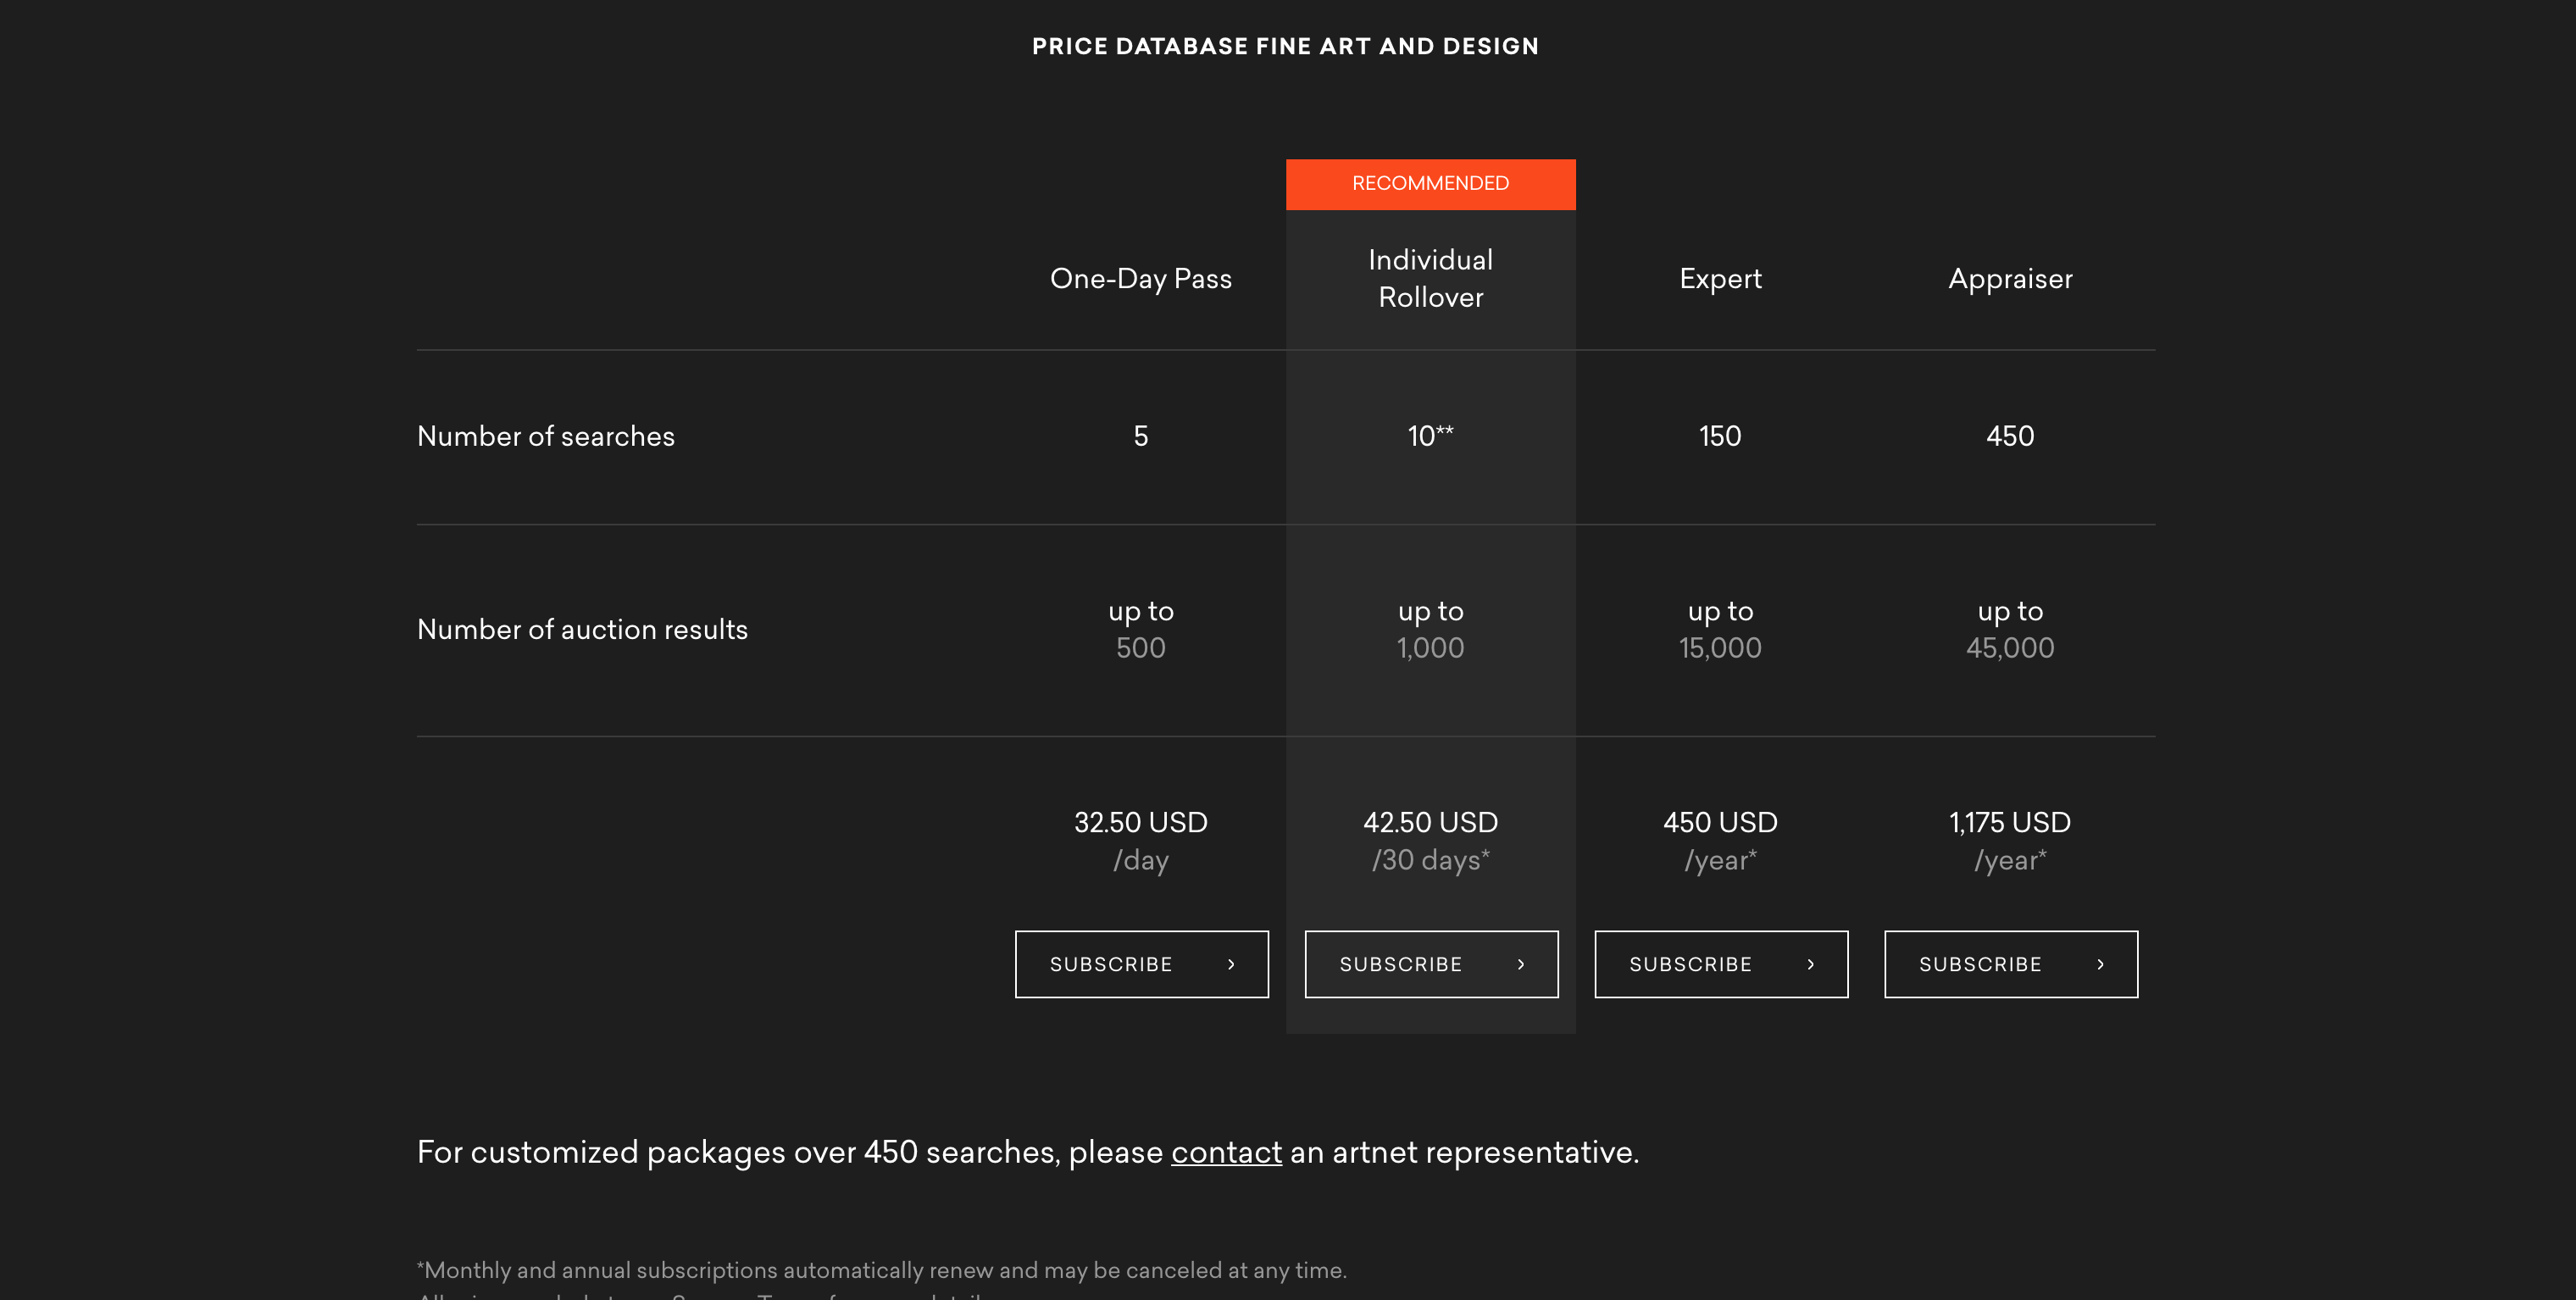 PRICE DATABASE FINE ART AND DESIGN
RECOMMENDED
One-Day Pass
Individual
Rollover
Expert
Appraiser
Number of searches
5
10**
150
450
Number of auction results
up to
500
up to
1,000
up to
15,000
up to
45,000
32.50 USD
/day
42.50 USD
/30 days*
450 USD
/year*
1,175 USD
/year*
SUBSCRIBE
SUBSCRIBE
SUBSCRIBE
SUBSCRIBE
For customized packages over 450 searches, please contact an artnet representative.
*Monthly and annual subscriptions automatically renew and may be canceled at any time.